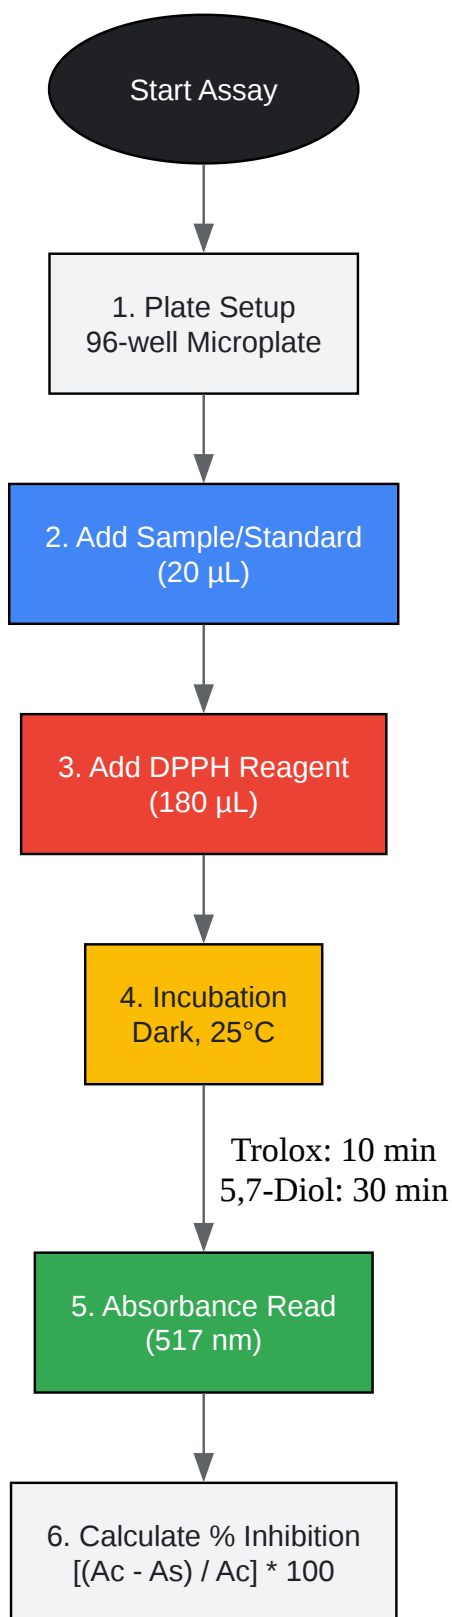 Start Assay
1. Plate Setup
96-well Microplate
2. Add Sample/Standard
(20 µL)
3. Add DPPH Reagent
(180 µL)
4. Incubation
Dark, 25°C
Trolox: 10 min
5,7-Diol: 30 min
5. Absorbance Read
(517 nm)
6. Calculate % Inhibition
[(Ac - As) / Ac] * 100